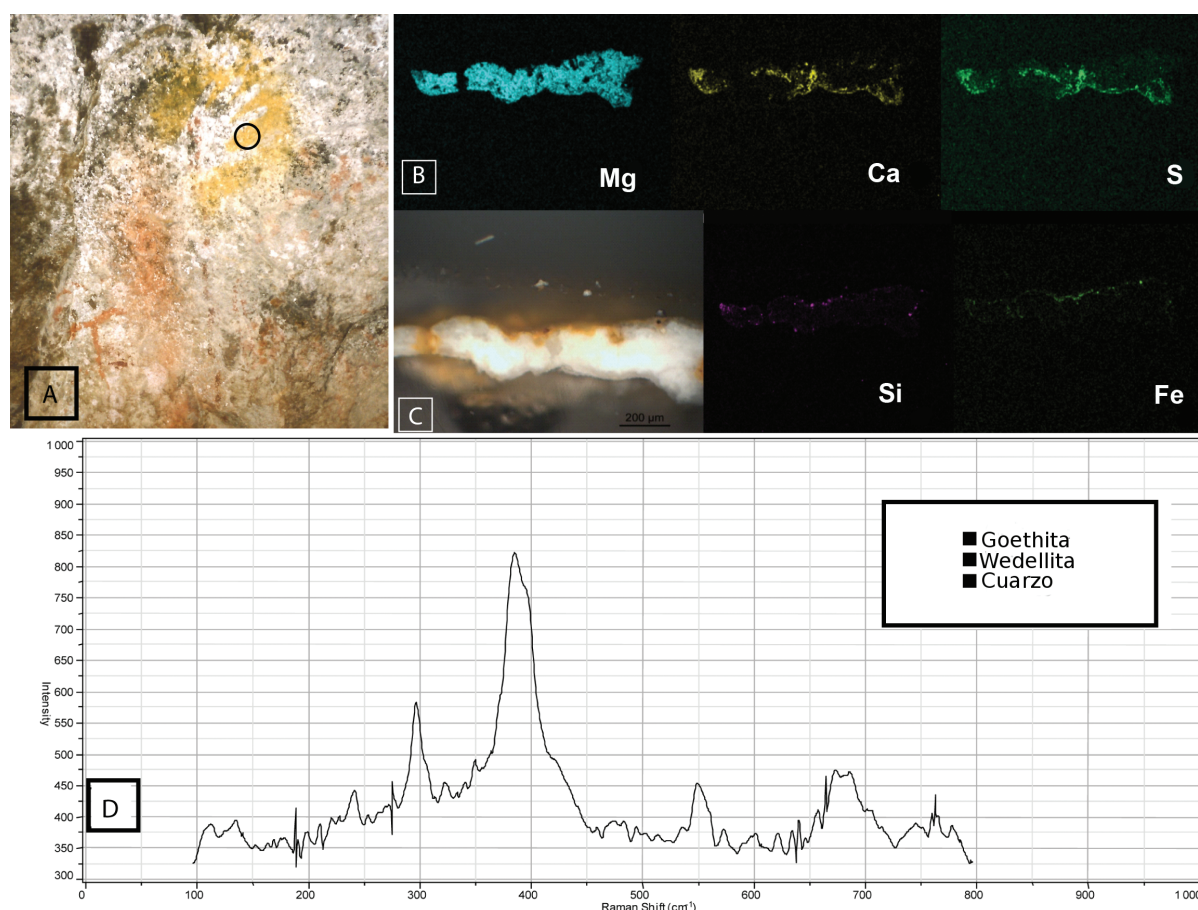 A
B
Mg
Ca
S
C
200 µm
Si
Fe
1 000
950
900
850
800
750
700
650
600
550
500
450
400
350
300
Intensity
D
Goethita
Wedellita
Cuarzo
0 100 200 300 400 500 600 700 800 900 1 000
Raman Shift (cm⁻¹)